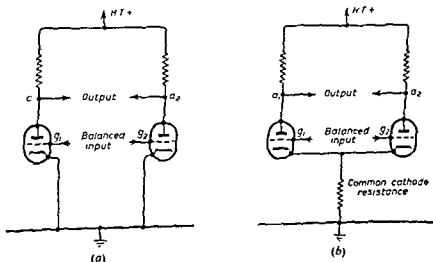 HT+
c
Output
a2
g1
Balanced
input
g2
(a)
HT+
a1
Output
a2
g1
Balanced
input
g2
Common cathode
resistance
(b)